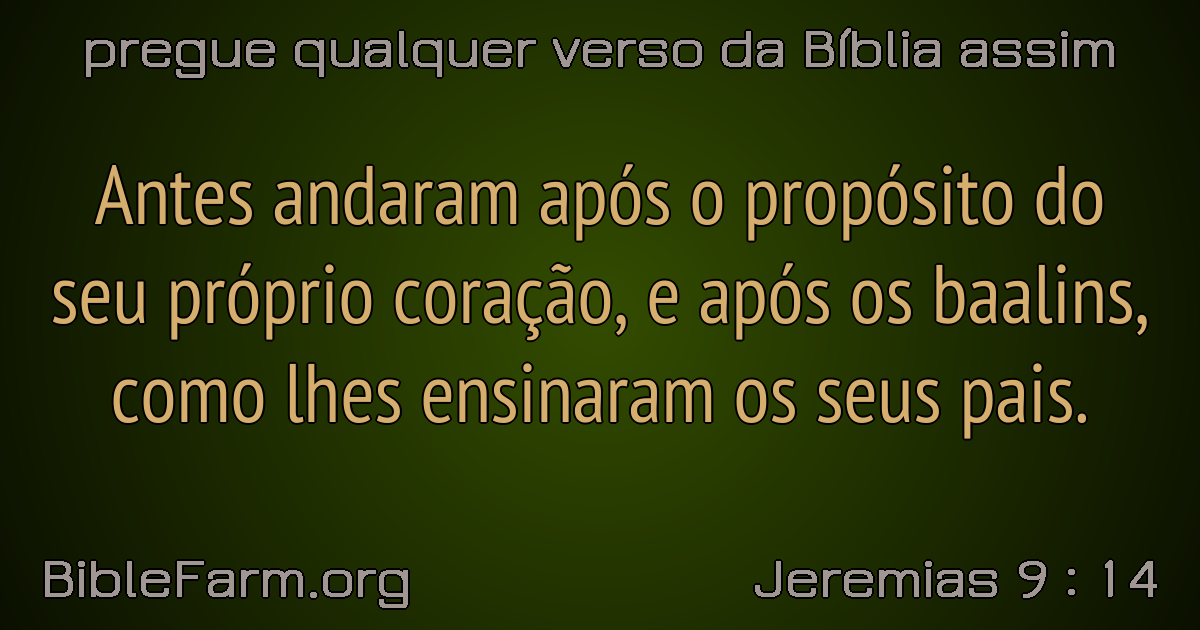 pregue qualquer verso da Bíblia assim
Antes andaram após o propósito do
seu próprio coração, e após os baalins,
como lhes ensinaram os seus pais.
BibleFarm.org
Jeremias 9 : 14